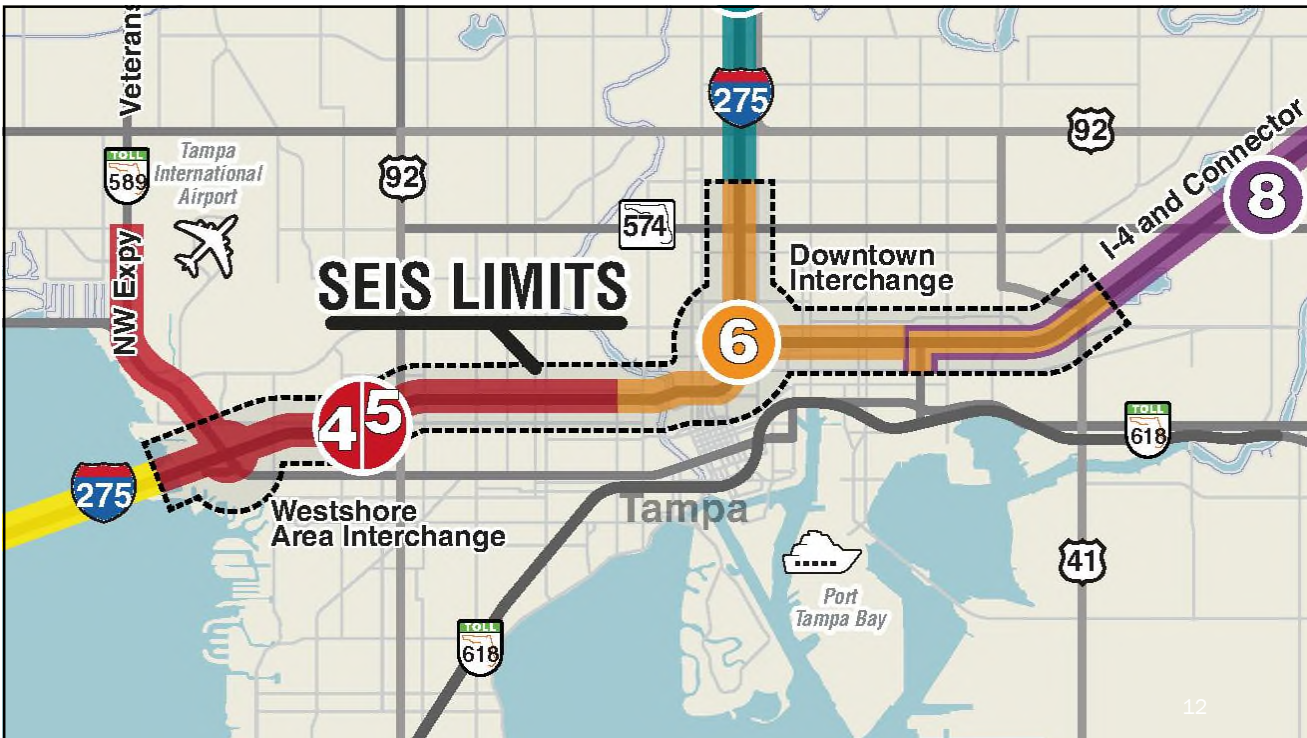 Veterans
TOLL
589
Tampa
International
Airport
92
275
92
574
NW Expy
SEIS LIMITS
Downtown
Interchange
I-4 and Connector
8
6
4
5
275
TOLL
618
Westshore
Area Interchange
Tampa
41
Port
Tampa Bay
TOLL
618
12